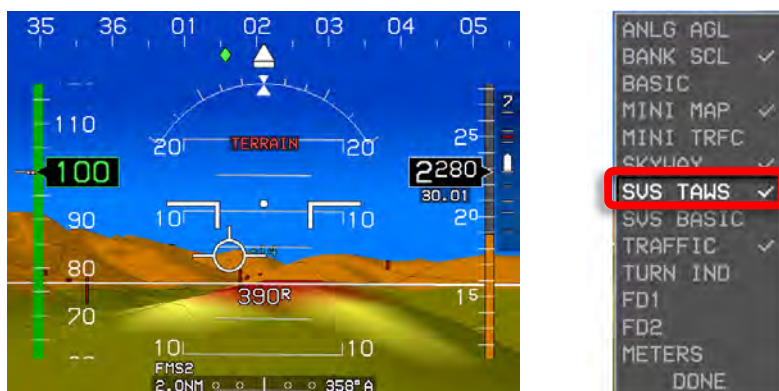 35 36 01 02 03 04 05
110
2
20 TERRAIN 20
25
100
2280
30.01
90
10 10
20
80
390R
15
70
10 10
FMS2
2.0NM 358° A
ANLG AGL
BANK SCL ✓
BASIC
MINI MAP ✓
MINI TRFC
SKYWAY ✓
SVS TAWS ✓
SVS BASIC
TRAFFIC ✓
TURN IND
FD1
FD2
METERS
DONE